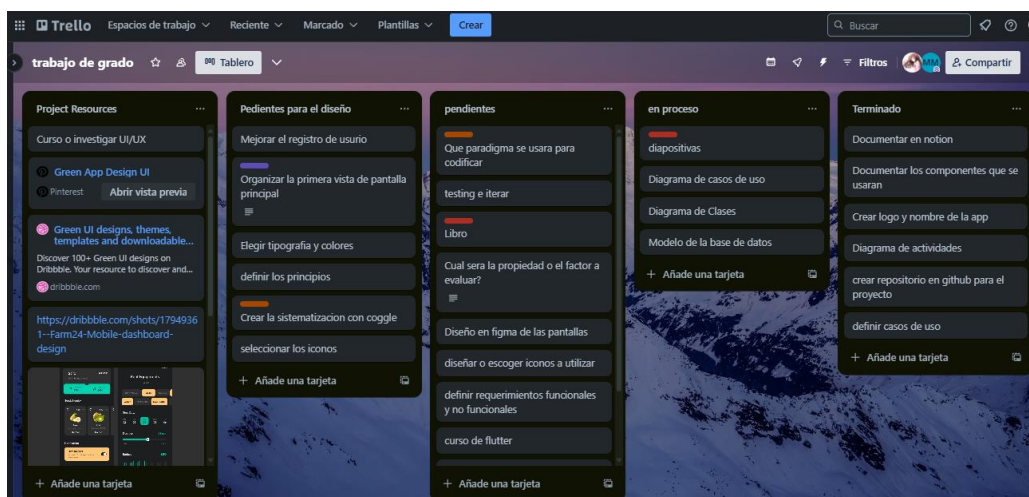 Trello
Espacios de trabajo
Reciente
Marcado
Plantillas
Crear
Buscar
trabajo de grado
Tablero
Filtros
MM
Compartir
Project Resources
Curso o investigar UI/UX
Green App Design UI
Pinterest
Abrir vista previa
Green UI designs, themes,
templates and downloadable...
Discover 100+ Green UI designs on
Dribbble. Your resource to discover and...
dribbble.com
https://dribbble.com/shots/1794936
1--Farm24-Mobile-dashboard-
design
+ Añade una tarjeta
Pedientes para el diseño
Mejorar el registro de usurio
Organizar la primera vista de pantalla
principal
Elegir tipografia y colores
definir los principios
Crear la sistematizacion con coggle
seleccionar los iconos
+ Añade una tarjeta
pendientes
Que paradigma se usara para
codificar
testing e iterar
Libro
Cual sera la propiedad o el factor a
evaluar?
Diseño en figma de las pantallas
diseñar o escoger iconos a utilizar
definir requerimientos funcionales
y no funcionales
curso de flutter
+ Añade una tarjeta
en proceso
diapositivas
Diagrama de casos de uso
Diagrama de Clases
Modelo de la base de datos
+ Añade una tarjeta
Terminado
Documentar en notion
Documentar los componentes que se
usaran
Crear logo y nombre de la app
Diagrama de actividades
crear repositorio en github para el
proyecto
definir casos de uso
+ Añade una tarjeta